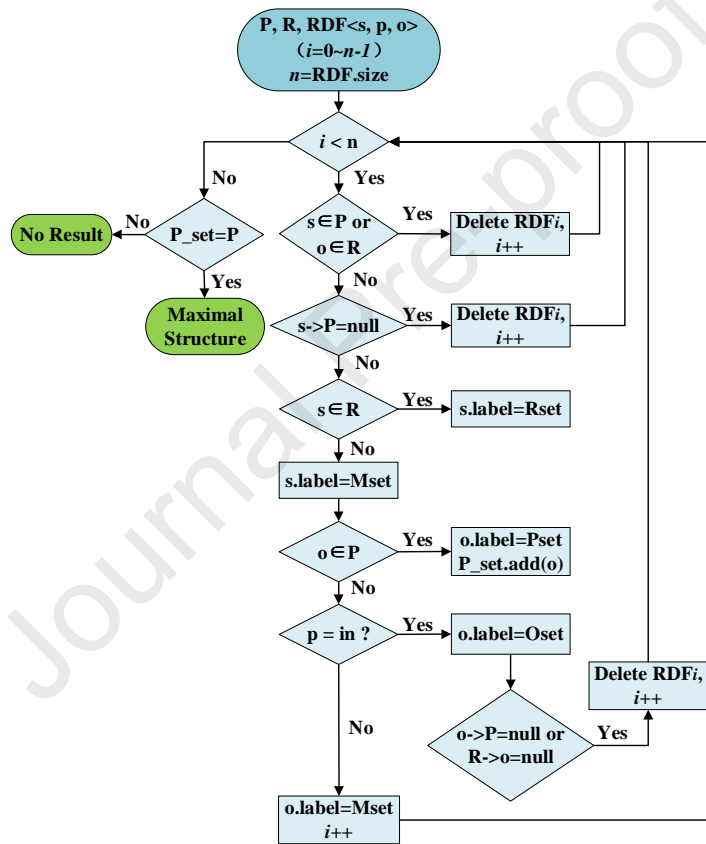 P, R, RDF<s, p, o>
(i=0~n-1)
n=RDF.size
i < n
No
Yes
No
P_set=P
No Result
Yes
Maximal
Structure
s∈P or
o∈R
Yes
Delete RDFi,
i++
No
s->P=null
Yes
Delete RDFi,
i++
No
s∈R
Yes
s.label=Rset
No
s.label=Mset
o∈P
Yes
o.label=Pset
P_set.add(o)
No
p = in ?
Yes
o.label=Oset
No
o->P=null or
R->o=null
Yes
Delete RDFi,
i++
o.label=Mset
i++
Journal Pre-proof